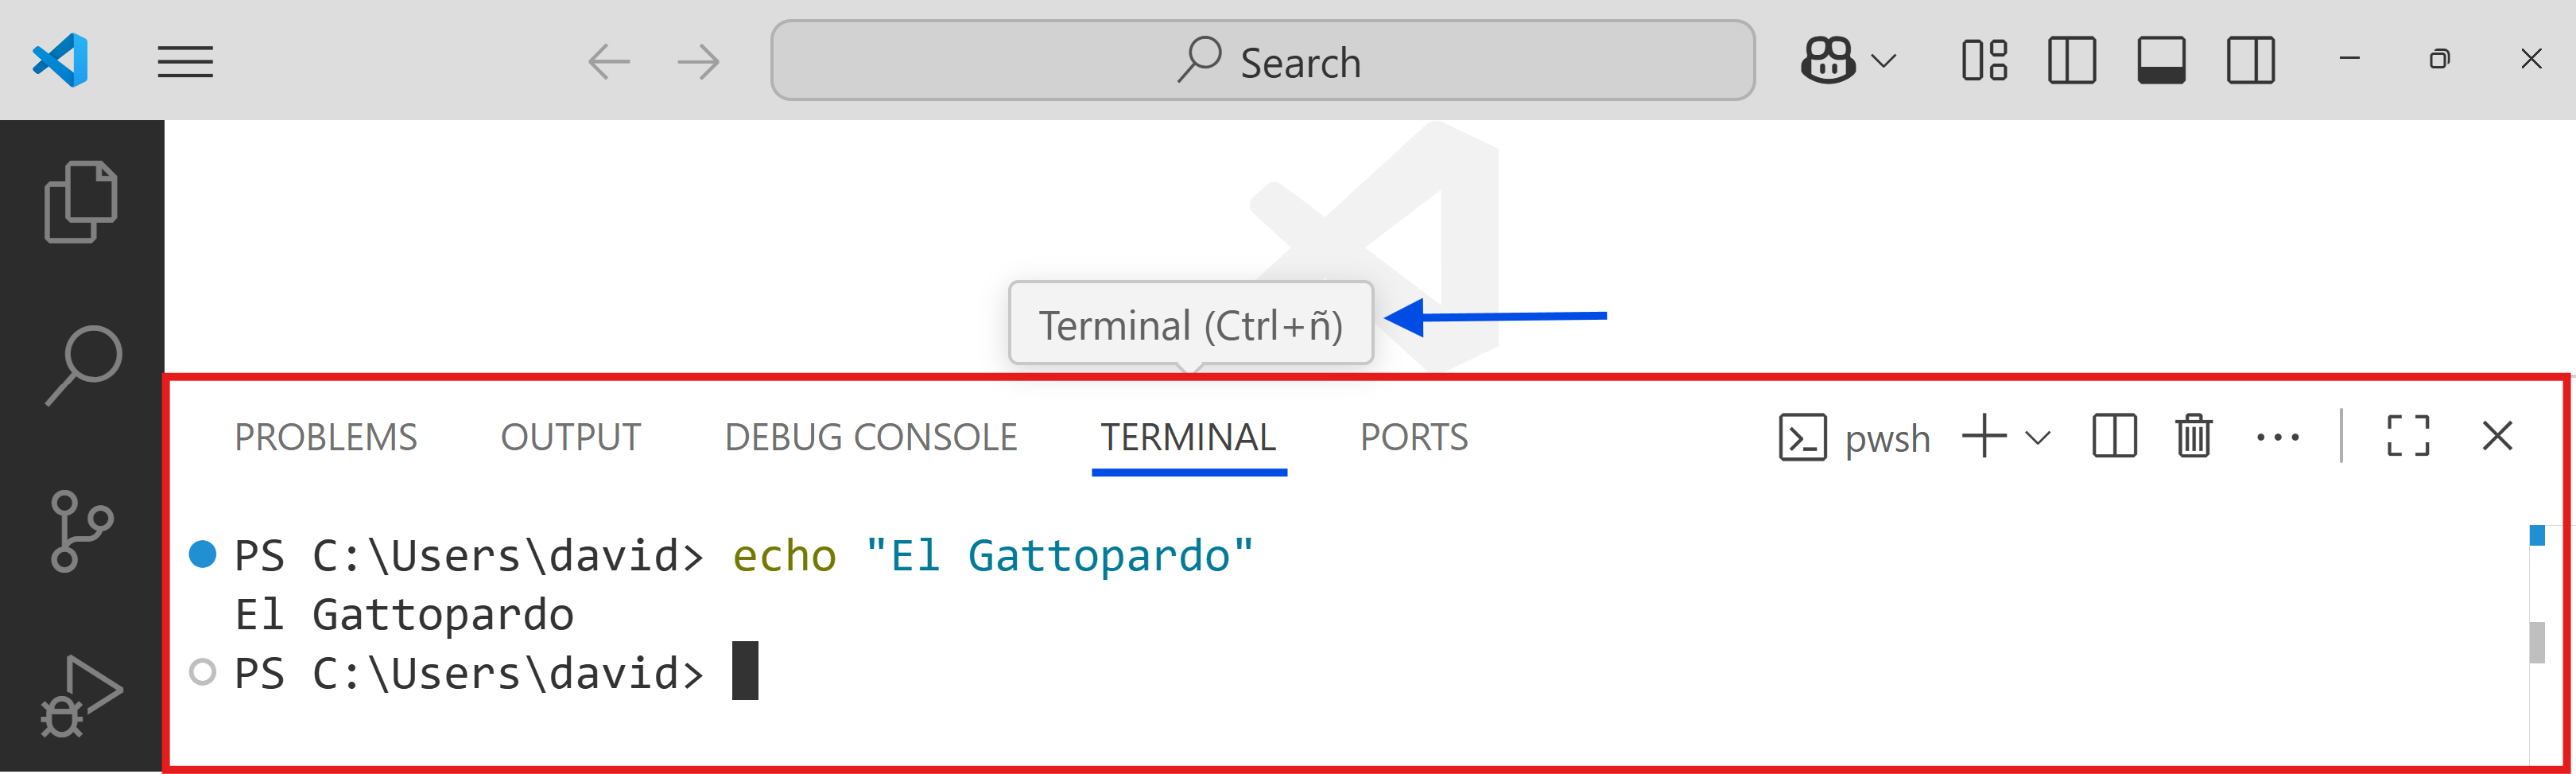 Search
Terminal (Ctrl+ñ)
PROBLEMS OUTPUT DEBUG CONSOLE TERMINAL PORTS pwsh
PS C:\Users\david> echo "El Gattopardo"
El Gattopardo
PS C:\Users\david>